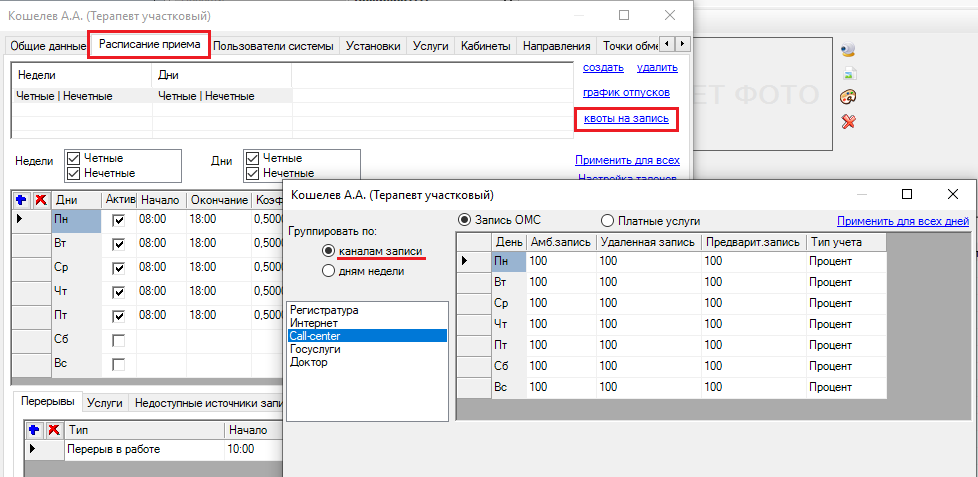 Кошелев А.А. (Терапевт участковый)
Общие данные Расписание приема Пользователи системы Установки Услуги Кабинеты Направления Точки обме
Недели Дни
Четные | Нечетные Четные | Нечетные
создать удалить
график отпусков
квоты на запись
ЕТ ФОТО
Недели Четные Нечетные Дни Четные Нечетные
Применить для всех
Настройка талонов
Дни Актив Начало Окончание Коэф
Пн 08:00 18:00 0,5000
Вт 08:00 18:00 0,5000
Ср 08:00 18:00 0,5000
Чт 08:00 18:00 0,5000
Пт 08:00 18:00 0,5000
Сб
Вс
Перерывы Услуги Недоступные источники запи
Тип Начало
Перерыв в работе 10:00
Кошелев А.А. (Терапевт участковый)
Группировать по:
каналам записи
дням недели
Запись ОМС Платные услуги Применить для всех дней
Регистратура
Интернет
Call-center
Госуслуги
Доктор
День Амб.запись Удаленная запись Предварит.запись Тип учета
Пн 100 100 100 Процент
Вт 100 100 100 Процент
Ср 100 100 100 Процент
Чт 100 100 100 Процент
Пт 100 100 100 Процент
Сб 100 100 100 Процент
Вс 100 100 100 Процент